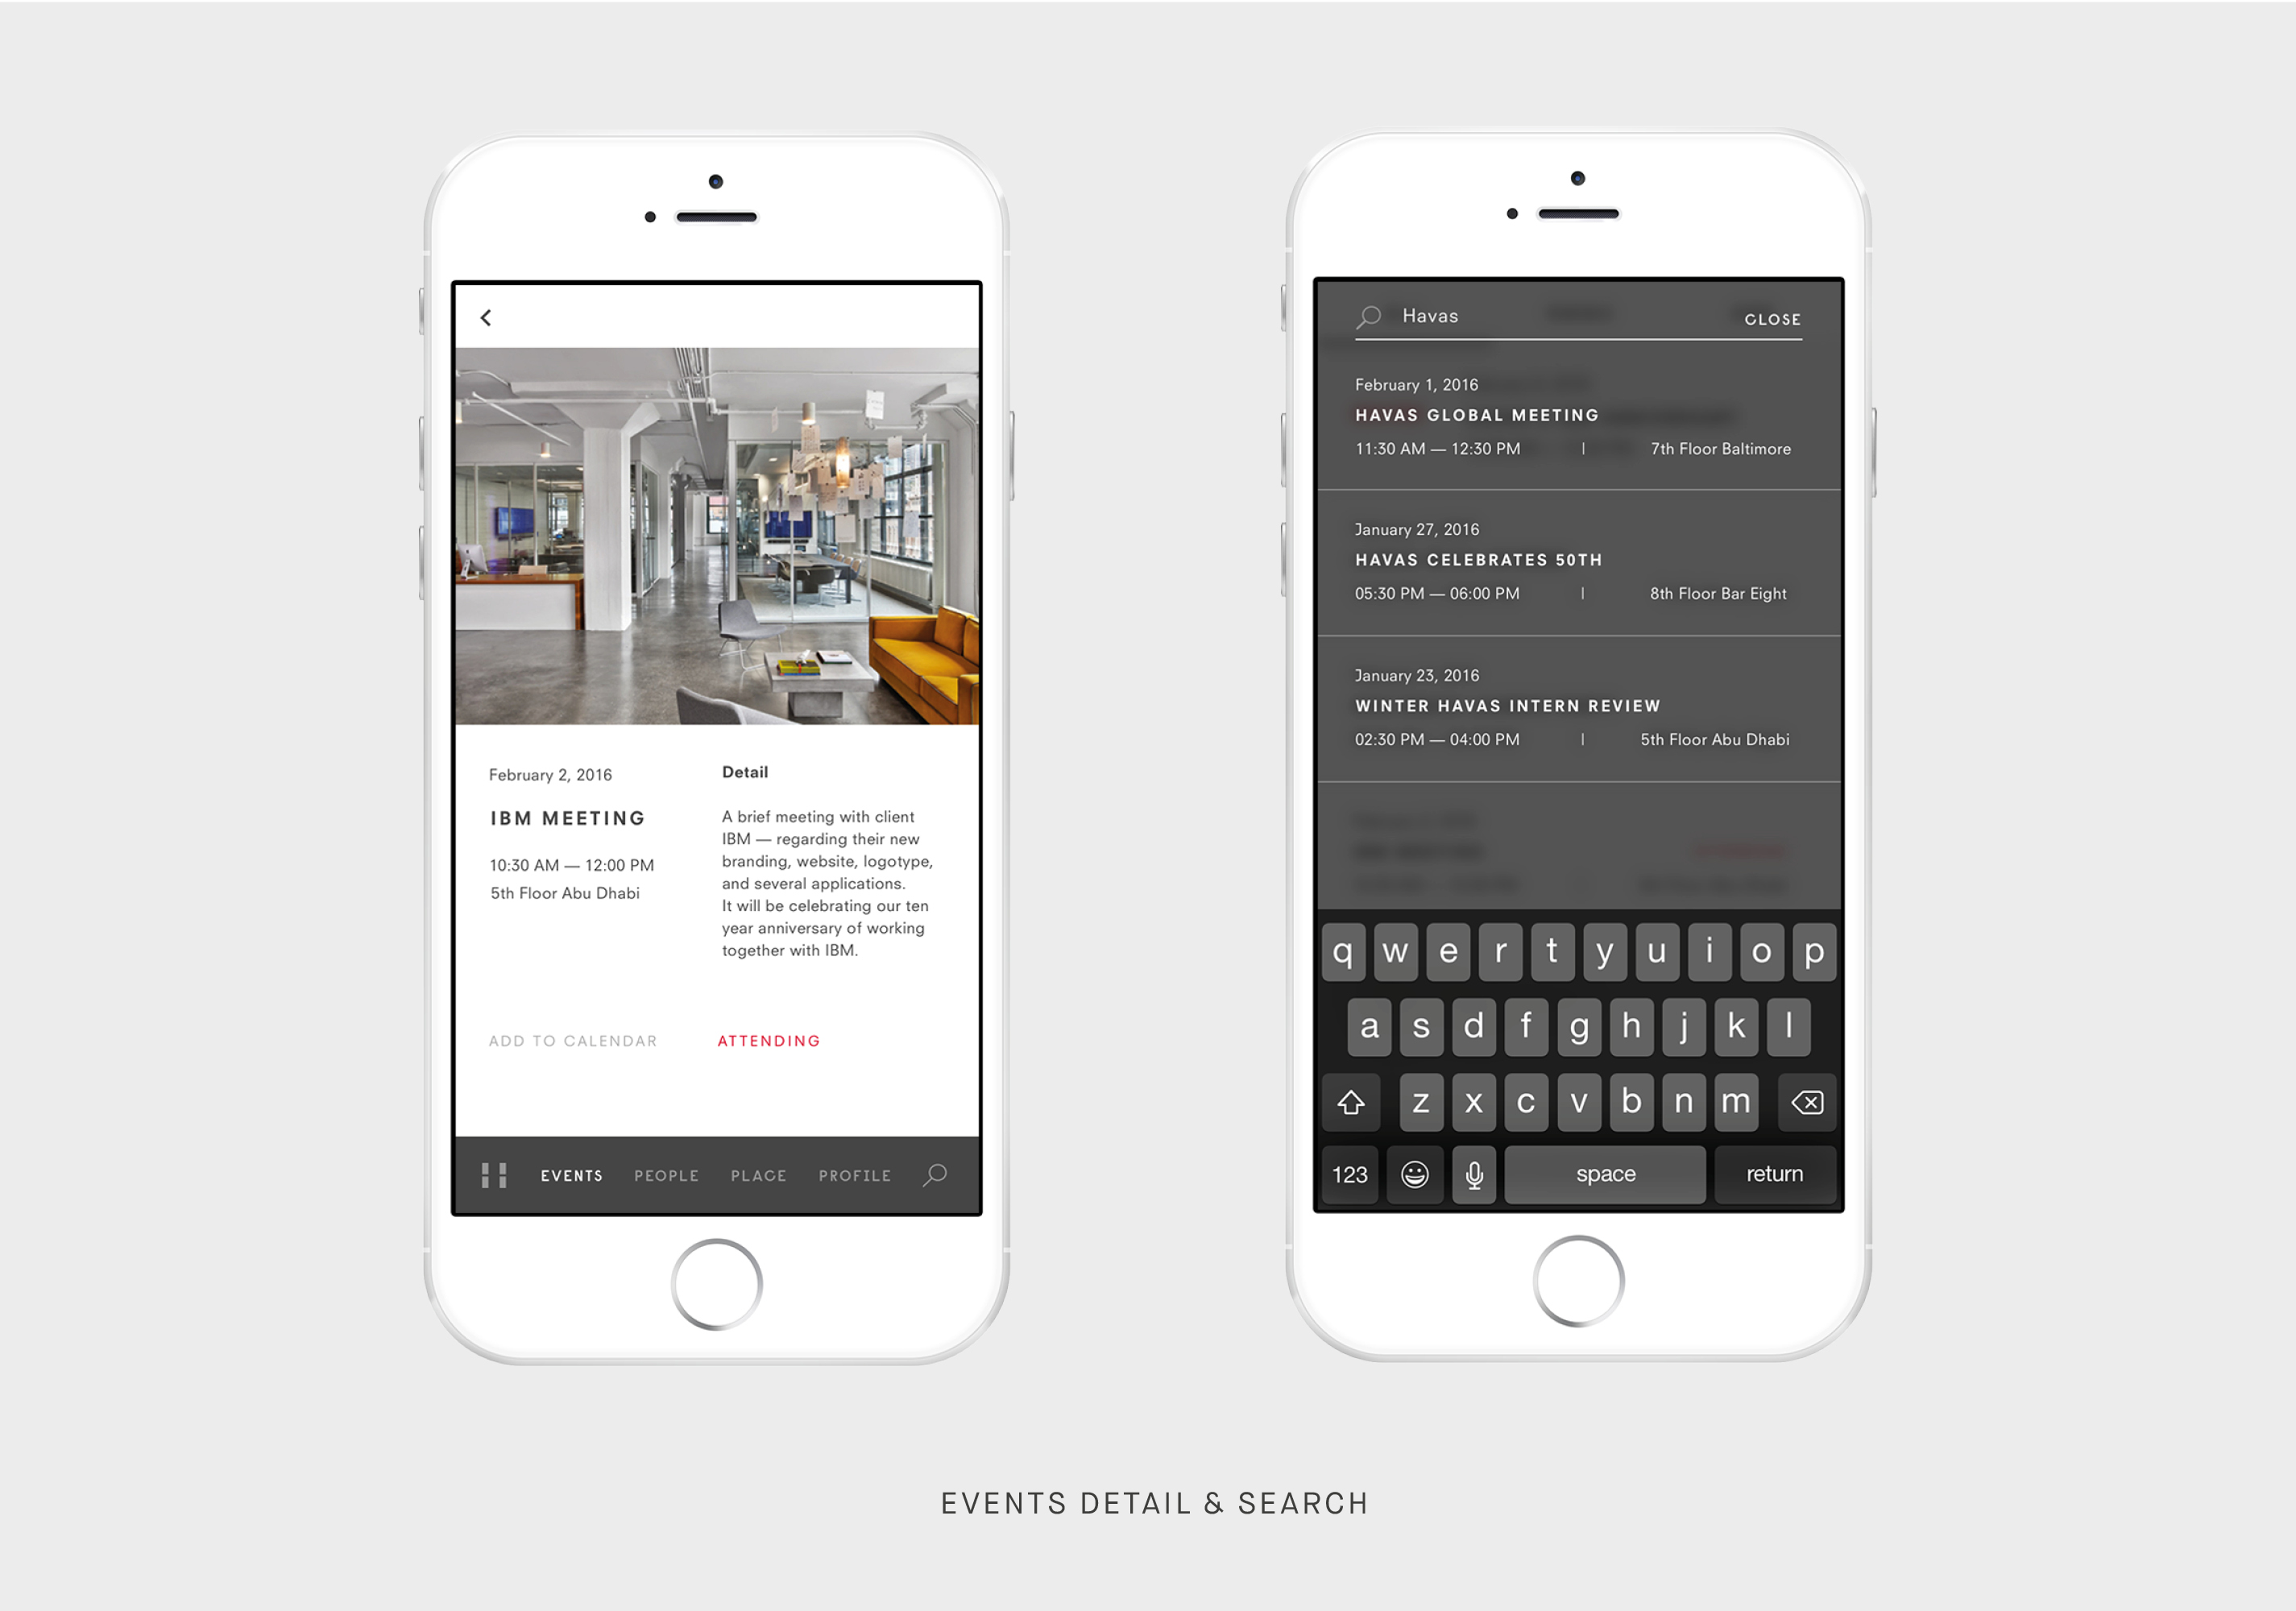 February 2, 2016
IBM MEETING
10:30 AM — 12:00 PM
5th Floor Abu Dhabi
Detail
A brief meeting with client
IBM — regarding their new
branding, website, logotype,
and several applications.
It will be celebrating our ten
year anniversary of working
together with IBM.
ADD TO CALENDAR
ATTENDING
EVENTS PEOPLE PLACE PROFILE
Havas CLOSE
February 1, 2016
HAVAS GLOBAL MEETING
11:30 AM — 12:30 PM | 7th Floor Baltimore
January 27, 2016
HAVAS CELEBRATES 50TH
05:30 PM — 06:00 PM | 8th Floor Bar Eight
January 23, 2016
WINTER HAVAS INTERN REVIEW
02:30 PM — 04:00 PM | 5th Floor Abu Dhabi
q w e r t y u i o p
a s d f g h j k l
z x c v b n m
123 space return
EVENTS DETAIL & SEARCH